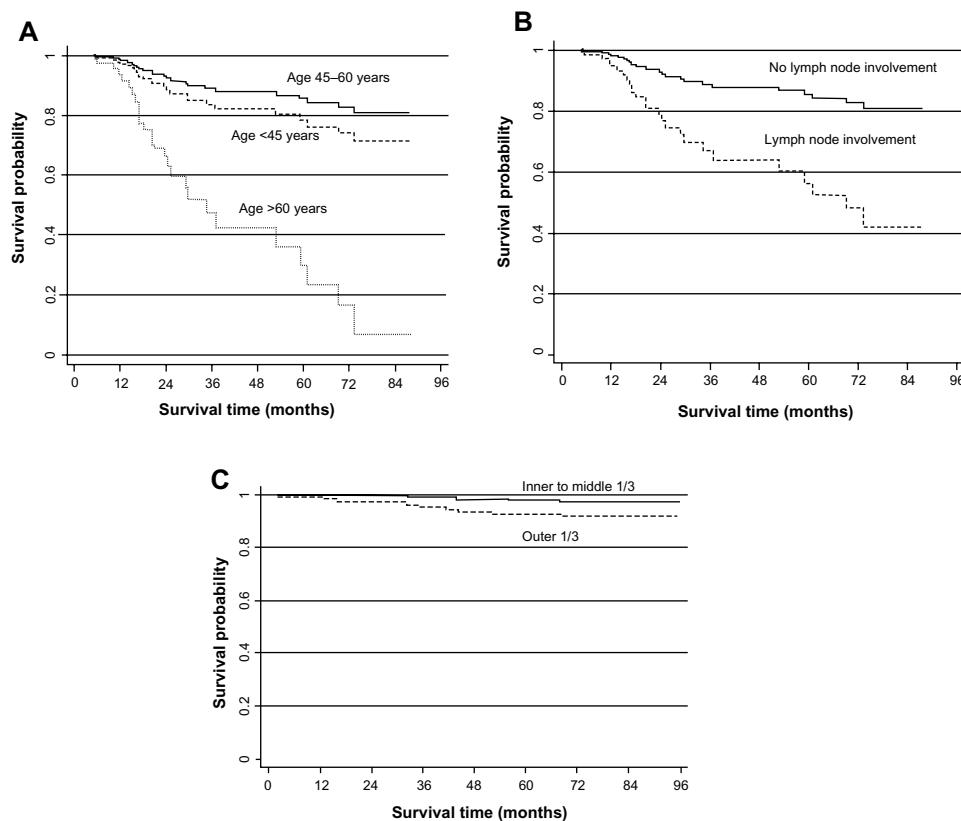 A
Survival probability
1
0.8
0.6
0.4
0.2
0
Age 45–60 years
Age <45 years
Age >60 years
0 12 24 36 48 60 72 84 96
Survival time (months)
B
Survival probability
1
0.8
0.6
0.4
0.2
0
No lymph node involvement
Lymph node involvement
0 12 24 36 48 60 72 84 96
Survival time (months)
C
Survival probability
1
0.8
0.6
0.4
0.2
0
Inner to middle 1/3
Outer 1/3
0 12 24 36 48 60 72 84 96
Survival time (months)